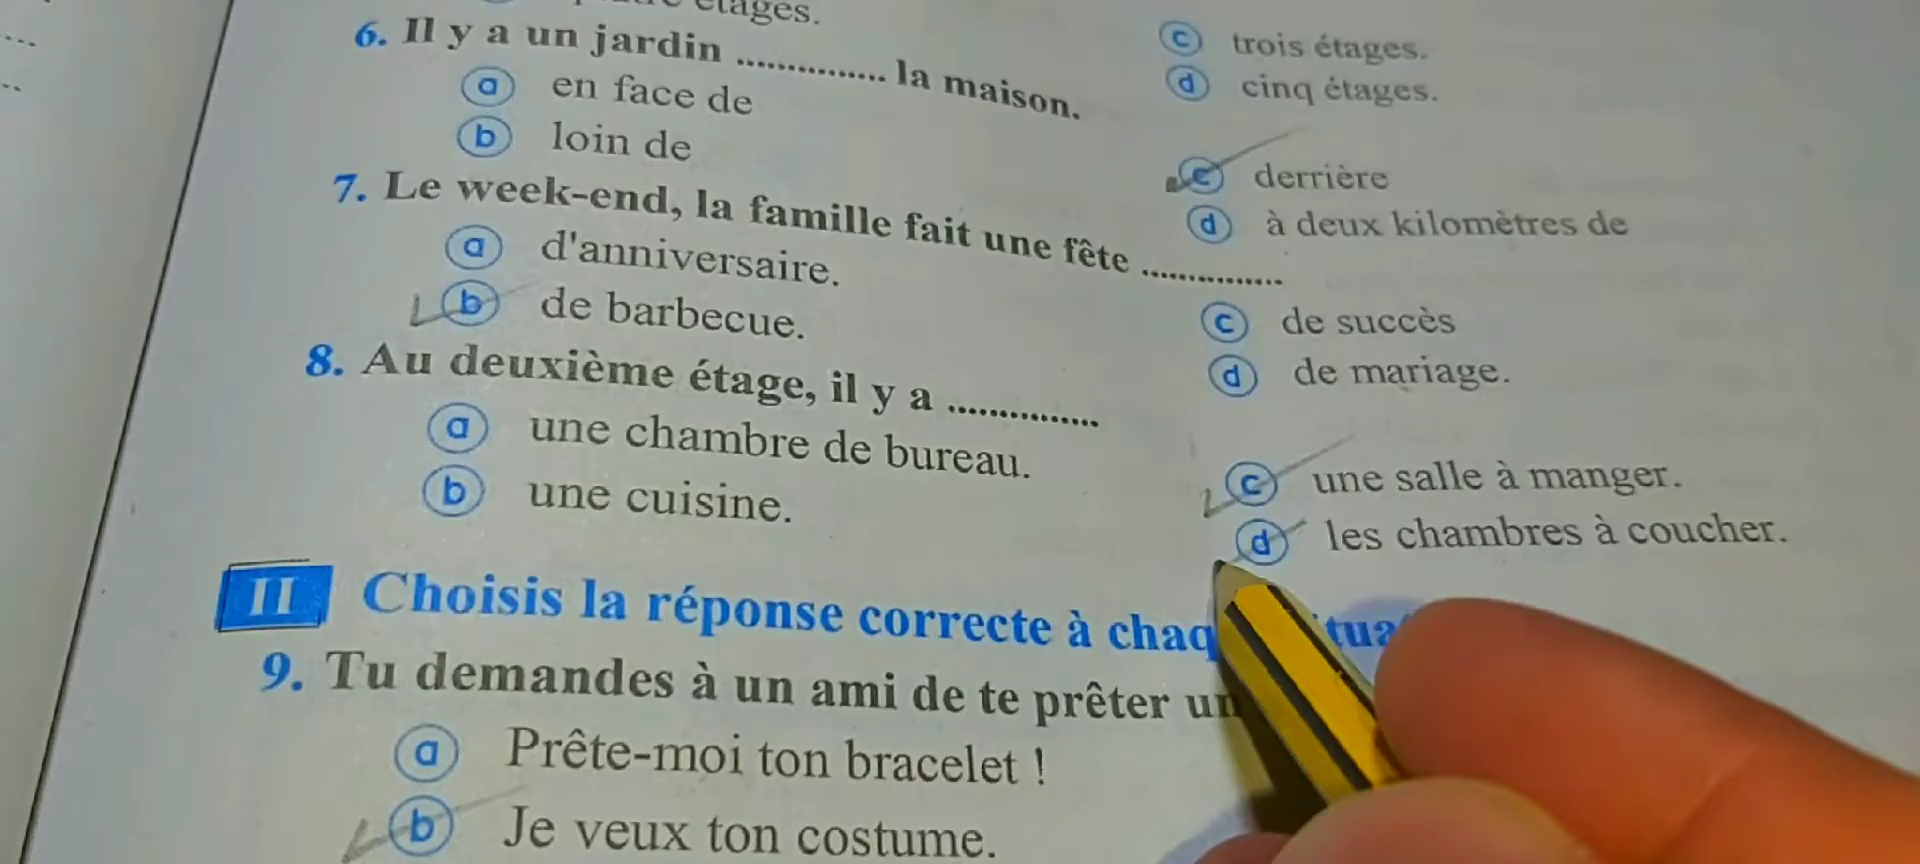 étages.
6. Il y a un jardin ............... la maison.
a en face de
b loin de
c trois étages.
d cinq étages.
c derrière
d à deux kilomètres de
7. Le week-end, la famille fait une fête ..............
a d'anniversaire.
b de barbecue.
c de succès
d de mariage.
8. Au deuxième étage, il y a ...............
a une chambre de bureau.
b une cuisine.
c une salle à manger.
d les chambres à coucher.
III Choisis la réponse correcte à
9. Tu demandes à un ami de te prêter
a Prête-moi ton bracelet !
b Je veux ton costume.